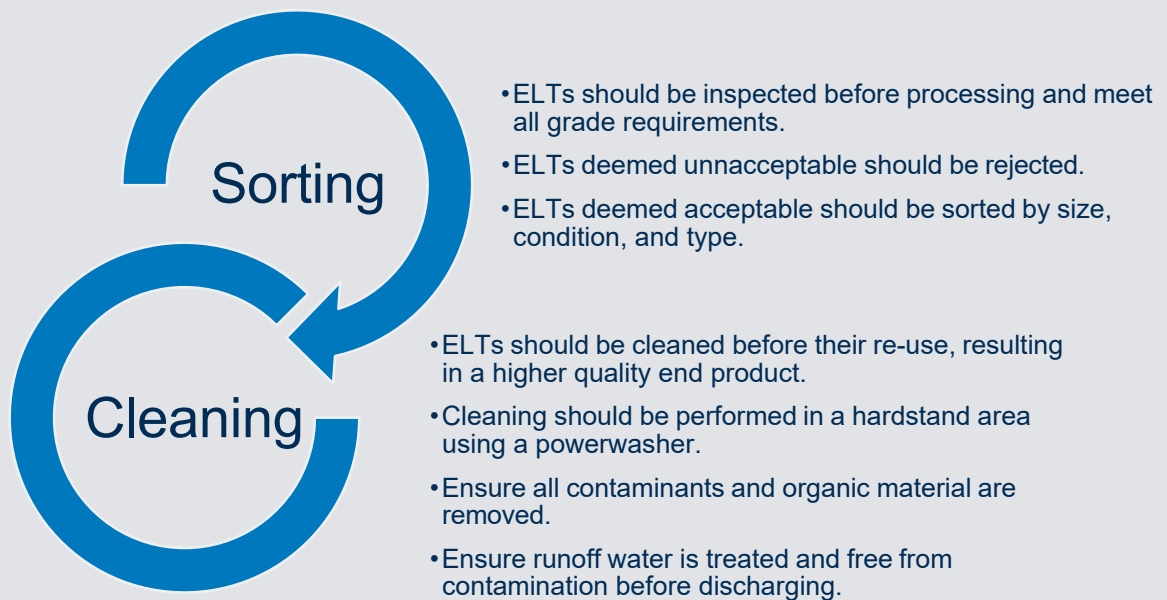 Sorting
•ELTs should be inspected before processing and meet
all grade requirements.
•ELTs deemed unnacceptable should be rejected.
•ELTs deemed acceptable should be sorted by size,
condition, and type.
Cleaning
•ELTs should be cleaned before their re-use, resulting
in a higher quality end product.
•Cleaning should be performed in a hardstand area
using a powerwasher.
•Ensure all contaminants and organic material are
removed.
•Ensure runoff water is treated and free from
contamination before discharging.